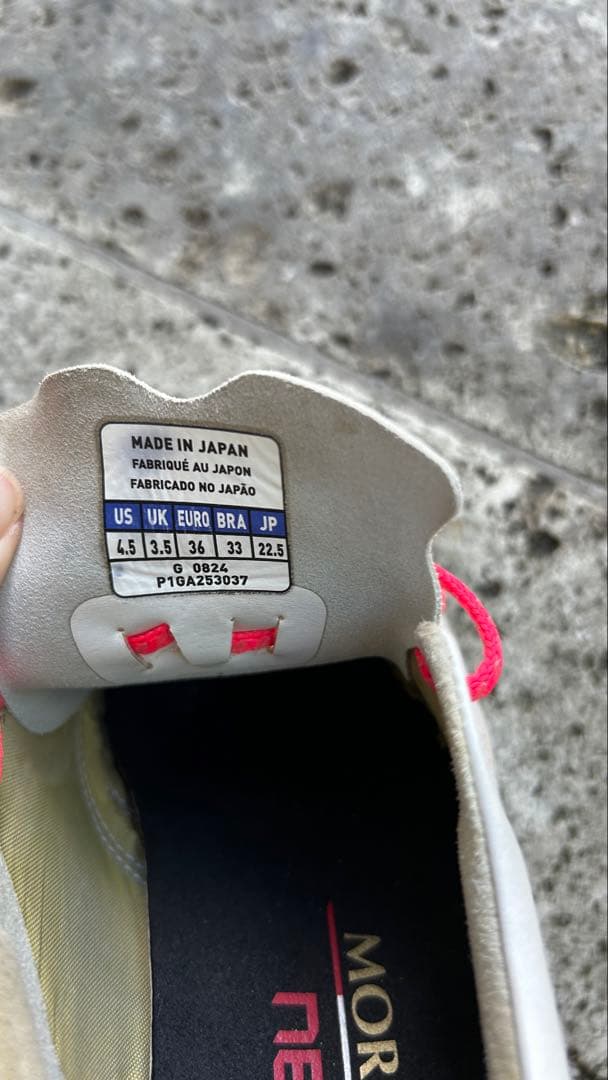 MADE IN JAPAN
FABRIQUÉ AU JAPON
FABRICADO NO JAPÃO
US UK EURO BRA JP
4.5 3.5 36 33 22.5
G 0824
P1GA253037
MOR
ne